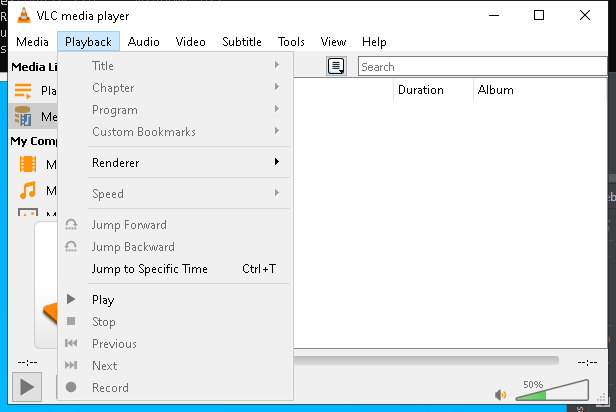 VLC media player
Media Playback Audio Video Subtitle Tools View Help
Media Li
Title
Search
Pla
Chapter
Duration Album
Me
Program
Custom Bookmarks
My Comp
Renderer
M
M
Speed
M
Jump Forward
Jump Backward
Jump to Specific Time Ctrl+T
Play
Stop
Previous
--:-- --:--
Next
Record
50%